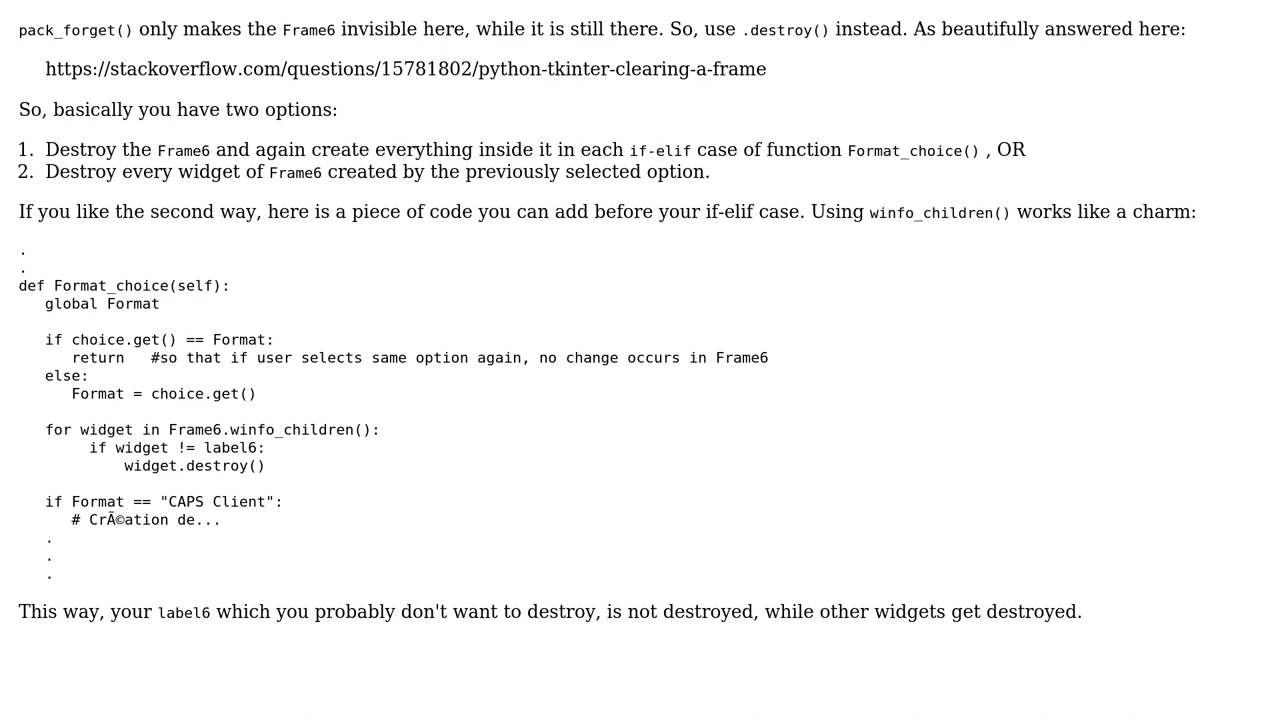 pack_forget() only makes the Frame6 invisible here, while it is still there. So, use .destroy() instead. As beautifully answered here:
https://stackoverflow.com/questions/15781802/python-tkinter-clearing-a-frame
So, basically you have two options:
1. Destroy the Frame6 and again create everything inside it in each if-elif case of function Format_choice() , OR
2. Destroy every widget of Frame6 created by the previously selected option.
If you like the second way, here is a piece of code you can add before your if-elif case. Using winfo_children() works like a charm:
.
.
def Format_choice(self):
   global Format
   if choice.get() == Format:
      return   #so that if user selects same option again, no change occurs in Frame6
   else:
      Format = choice.get()
   for widget in Frame6.winfo_children():
        if widget != label6:
            widget.destroy()
   if Format == "CAPS Client":
      # CrÃ©ation de...
   .
   .
   .
This way, your label6 which you probably don't want to destroy, is not destroyed, while other widgets get destroyed.